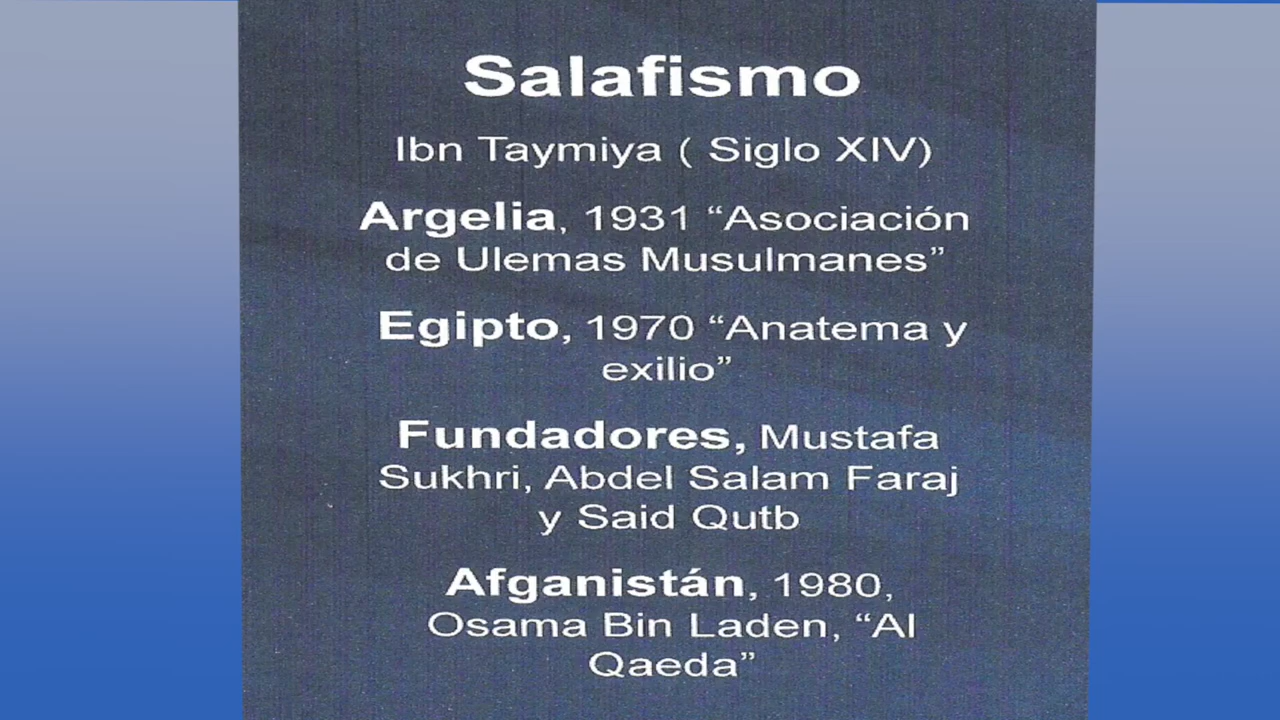 Salafismo
Ibn Taymiya ( Siglo XIV)
Argelia, 1931 “Asociación
de Ulemas Musulmanes”
Egipto, 1970 “Anatema y
exilio”
Fundadores, Mustafa
Sukhri, Abdel Salam Faraj
y Said Qutb
Afganistán, 1980,
Osama Bin Laden, “Al
Qaeda”